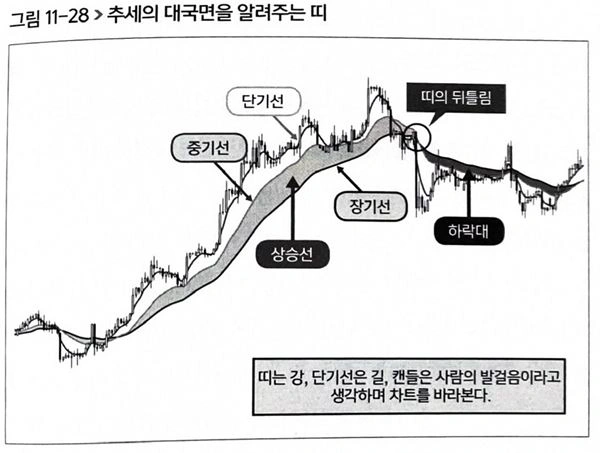 그림 11-28 > 추세의 대국면을 알려주는 띠
단기선
띠의 뒤틀림
중기선
장기선
상승선
하락대
띠는 강, 단기선은 길, 캔들은 사람의 발걸음이라고
생각하며 차트를 바라본다.